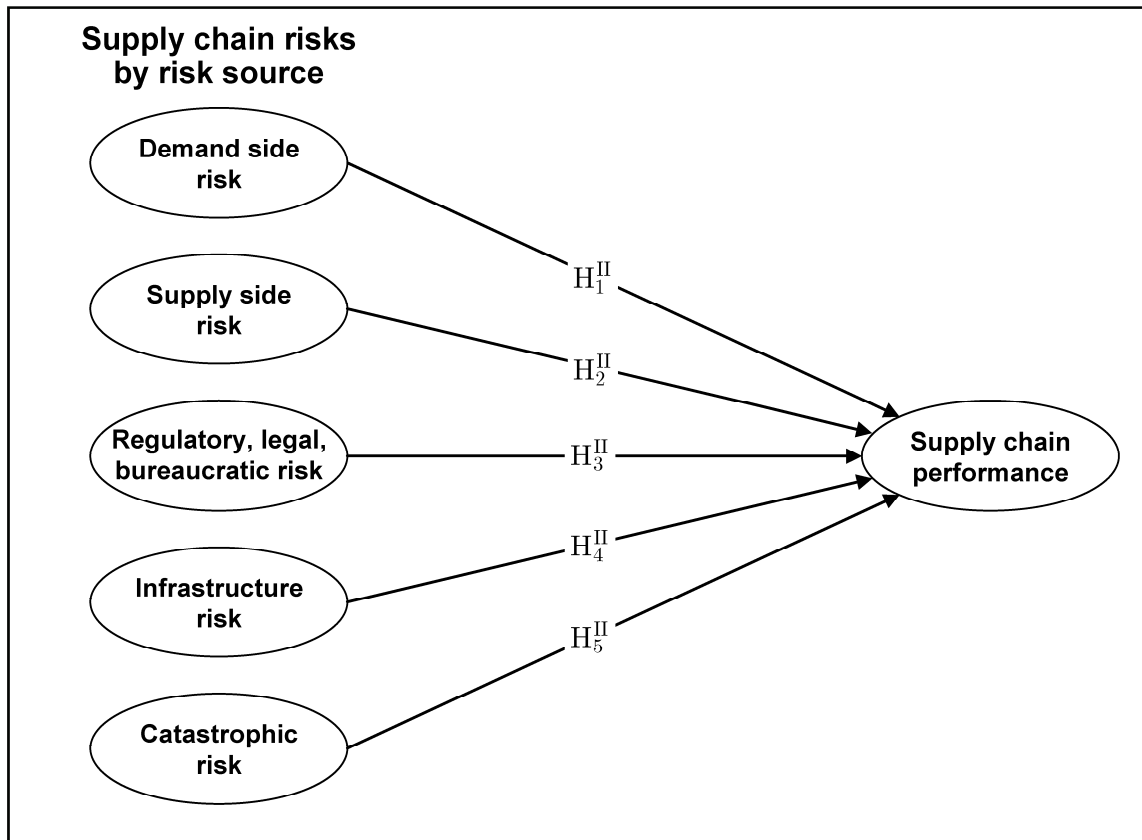 Supply chain risks
by risk source
Demand side
risk
H₁ᴵᴵ
Supply side
risk
H₂ᴵᴵ
Regulatory, legal,
bureaucratic risk
H₃ᴵᴵ
Supply chain
performance
H₄ᴵᴵ
Infrastructure
risk
H₅ᴵᴵ
Catastrophic
risk